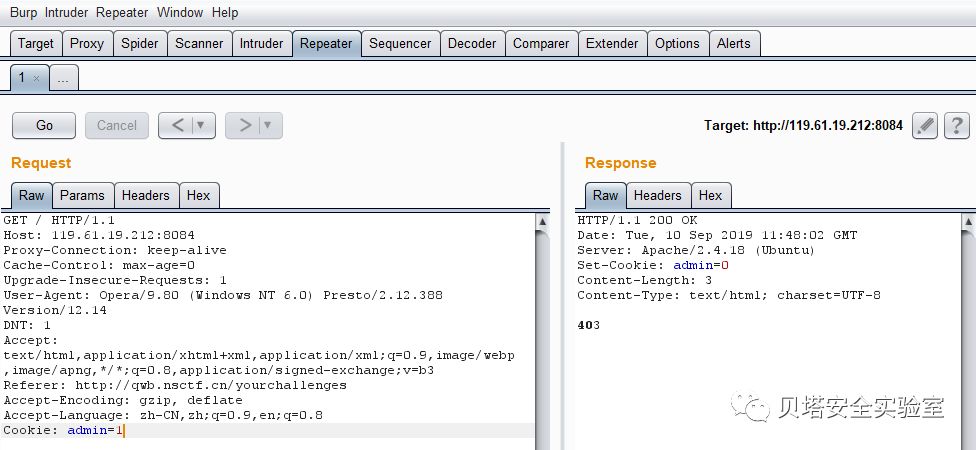 Burp Intruder Repeater Window Help
Target Proxy Spider Scanner Intruder Repeater Sequencer Decoder Comparer Extender Options Alerts
1 × ...
Go Cancel < ▼ > ▼ Target: http://119.61.19.212:8084 ?
Request
Raw Params Headers Hex
GET / HTTP/1.1
Host: 119.61.19.212:8084
Proxy-Connection: keep-alive
Cache-Control: max-age=0
Upgrade-Insecure-Requests: 1
User-Agent: Opera/9.80 (Windows NT 6.0) Presto/2.12.388
Version/12.14
DNT: 1
Accept:
text/html,application/xhtml+xml,application/xml;q=0.9,image/webp
,image/apng,*/*;q=0.8,application/signed-exchange;v=b3
Referer: http://qwb.nsctf.cn/yourchallenges
Accept-Encoding: gzip, deflate
Accept-Language: zh-CN,zh;q=0.9,en;q=0.8
Cookie: admin=1
Response
Raw Headers Hex
HTTP/1.1 200 OK
Date: Tue, 10 Sep 2019 11:48:02 GMT
Server: Apache/2.4.18 (Ubuntu)
Set-Cookie: admin=0
Content-Length: 3
Content-Type: text/html; charset=UTF-8
403
贝塔安全实验室